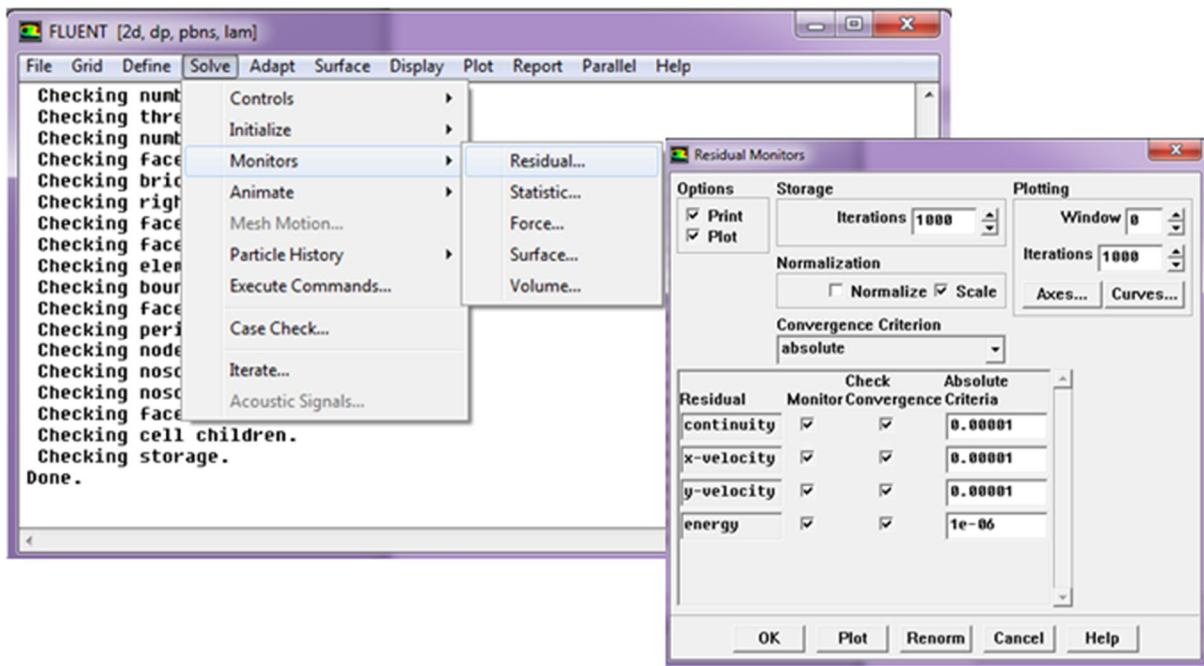 FLUENT [2d, dp, pbns, lam]
File Grid Define Solve Adapt Surface Display Plot Report Parallel Help
Checking numb
Checking thre
Checking numb
Checking face
Checking bric
Checking righ
Checking face
Checking face
Checking elem
Checking boun
Checking face
Checking peri
Checking node
Checking nosc
Checking nosc
Checking face
Checking cell children.
Checking storage.
Done.
Controls
Initialize
Monitors
Animate
Mesh Motion...
Particle History
Execute Commands...
Case Check...
Iterate...
Acoustic Signals...
Residual...
Statistic...
Force...
Surface...
Volume...
Residual Monitors
Options Storage Plotting
Print Iterations 1000 Window 0
Plot
Iterations 1000
Normalization
Normalize Scale Axes... Curves...
Convergence Criterion
absolute
Check Absolute
Residual Monitor Convergence Criteria
continuity 0.00001
x-velocity 0.00001
y-velocity 0.00001
energy 1e-06
OK Plot Renorm Cancel Help